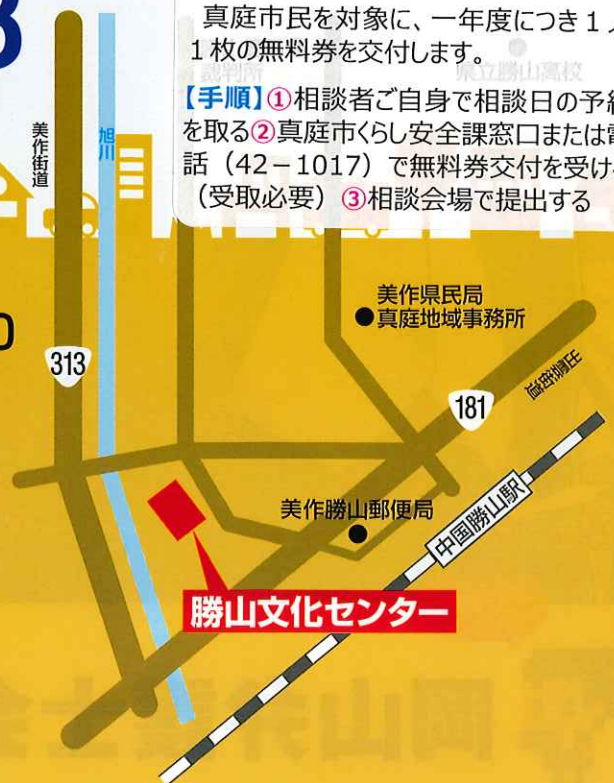 真庭市民を対象に、一年度につき1人
1枚の無料券を交付します。
裁判所
県立勝山高校
【手順】①相談者ご自身で相談日の予約
を取る②真庭市くらし安全課窓口または電
話（42－1017）で無料券交付を受ける
（受取必要）③相談会場で提出する
美作街道
旭川
美作県民局
真庭地域事務所
313
181
出雲街道
美作勝山郵便局
中国勝山駅
勝山文化センター